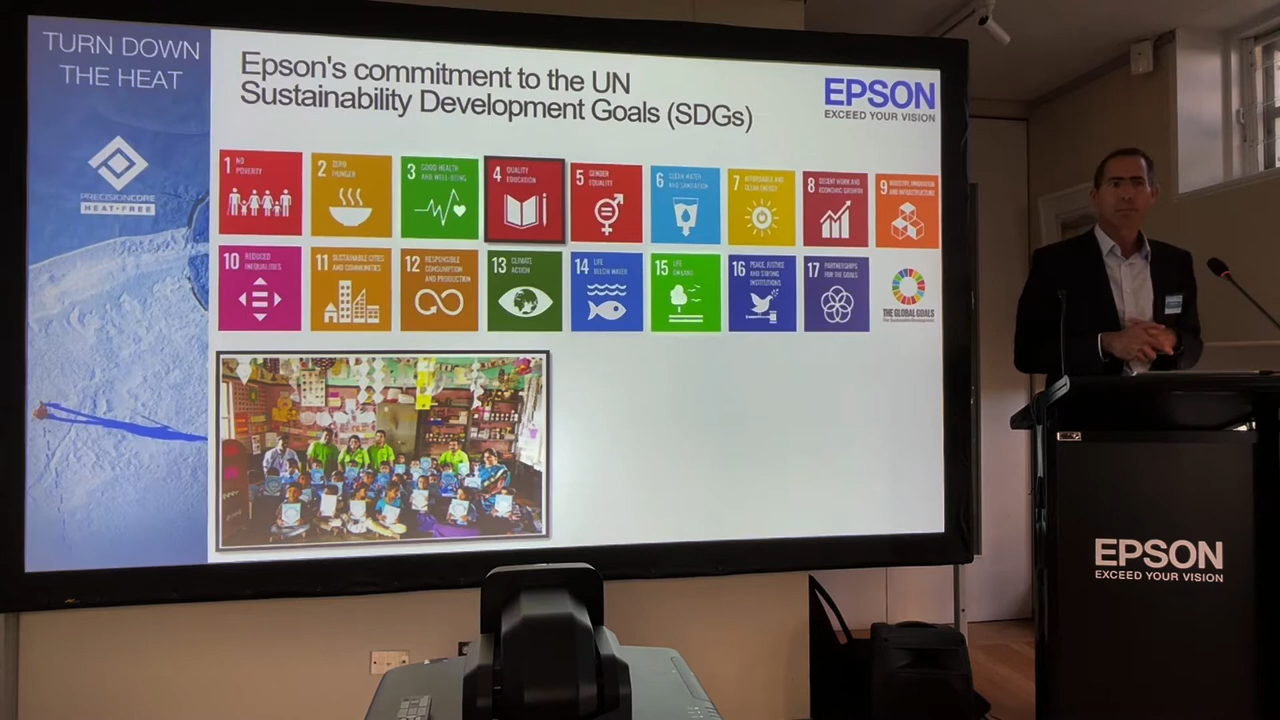 TURN DOWN
THE HEAT
PRECISIONCORE
HEAT-FREE
Epson's commitment to the UN
Sustainability Development Goals (SDGs)
EPSON
EXCEED YOUR VISION
1 NO
POVERTY
2 ZERO
HUNGER
3 GOOD HEALTH
AND WELL-BEING
4 QUALITY
EDUCATION
5 GENDER
EQUALITY
6 CLEAN WATER
AND SANITATION
7 AFFORDABLE AND
CLEAN ENERGY
8 DECENT WORK AND
ECONOMIC GROWTH
9 INDUSTRY, INNOVATION
AND INFRASTRUCTURE
10 REDUCED
INEQUALITIES
11 SUSTAINABLE CITIES
AND COMMUNITIES
12 RESPONSIBLE
CONSUMPTION
AND PRODUCTION
13 CLIMATE
ACTION
14 LIFE
BELOW WATER
15 LIFE
ON LAND
16 PEACE, JUSTICE
AND STRONG
INSTITUTIONS
17 PARTNERSHIPS
FOR THE GOALS
THE GLOBAL GOALS
For Sustainable Development
EPSON
EXCEED YOUR VISION